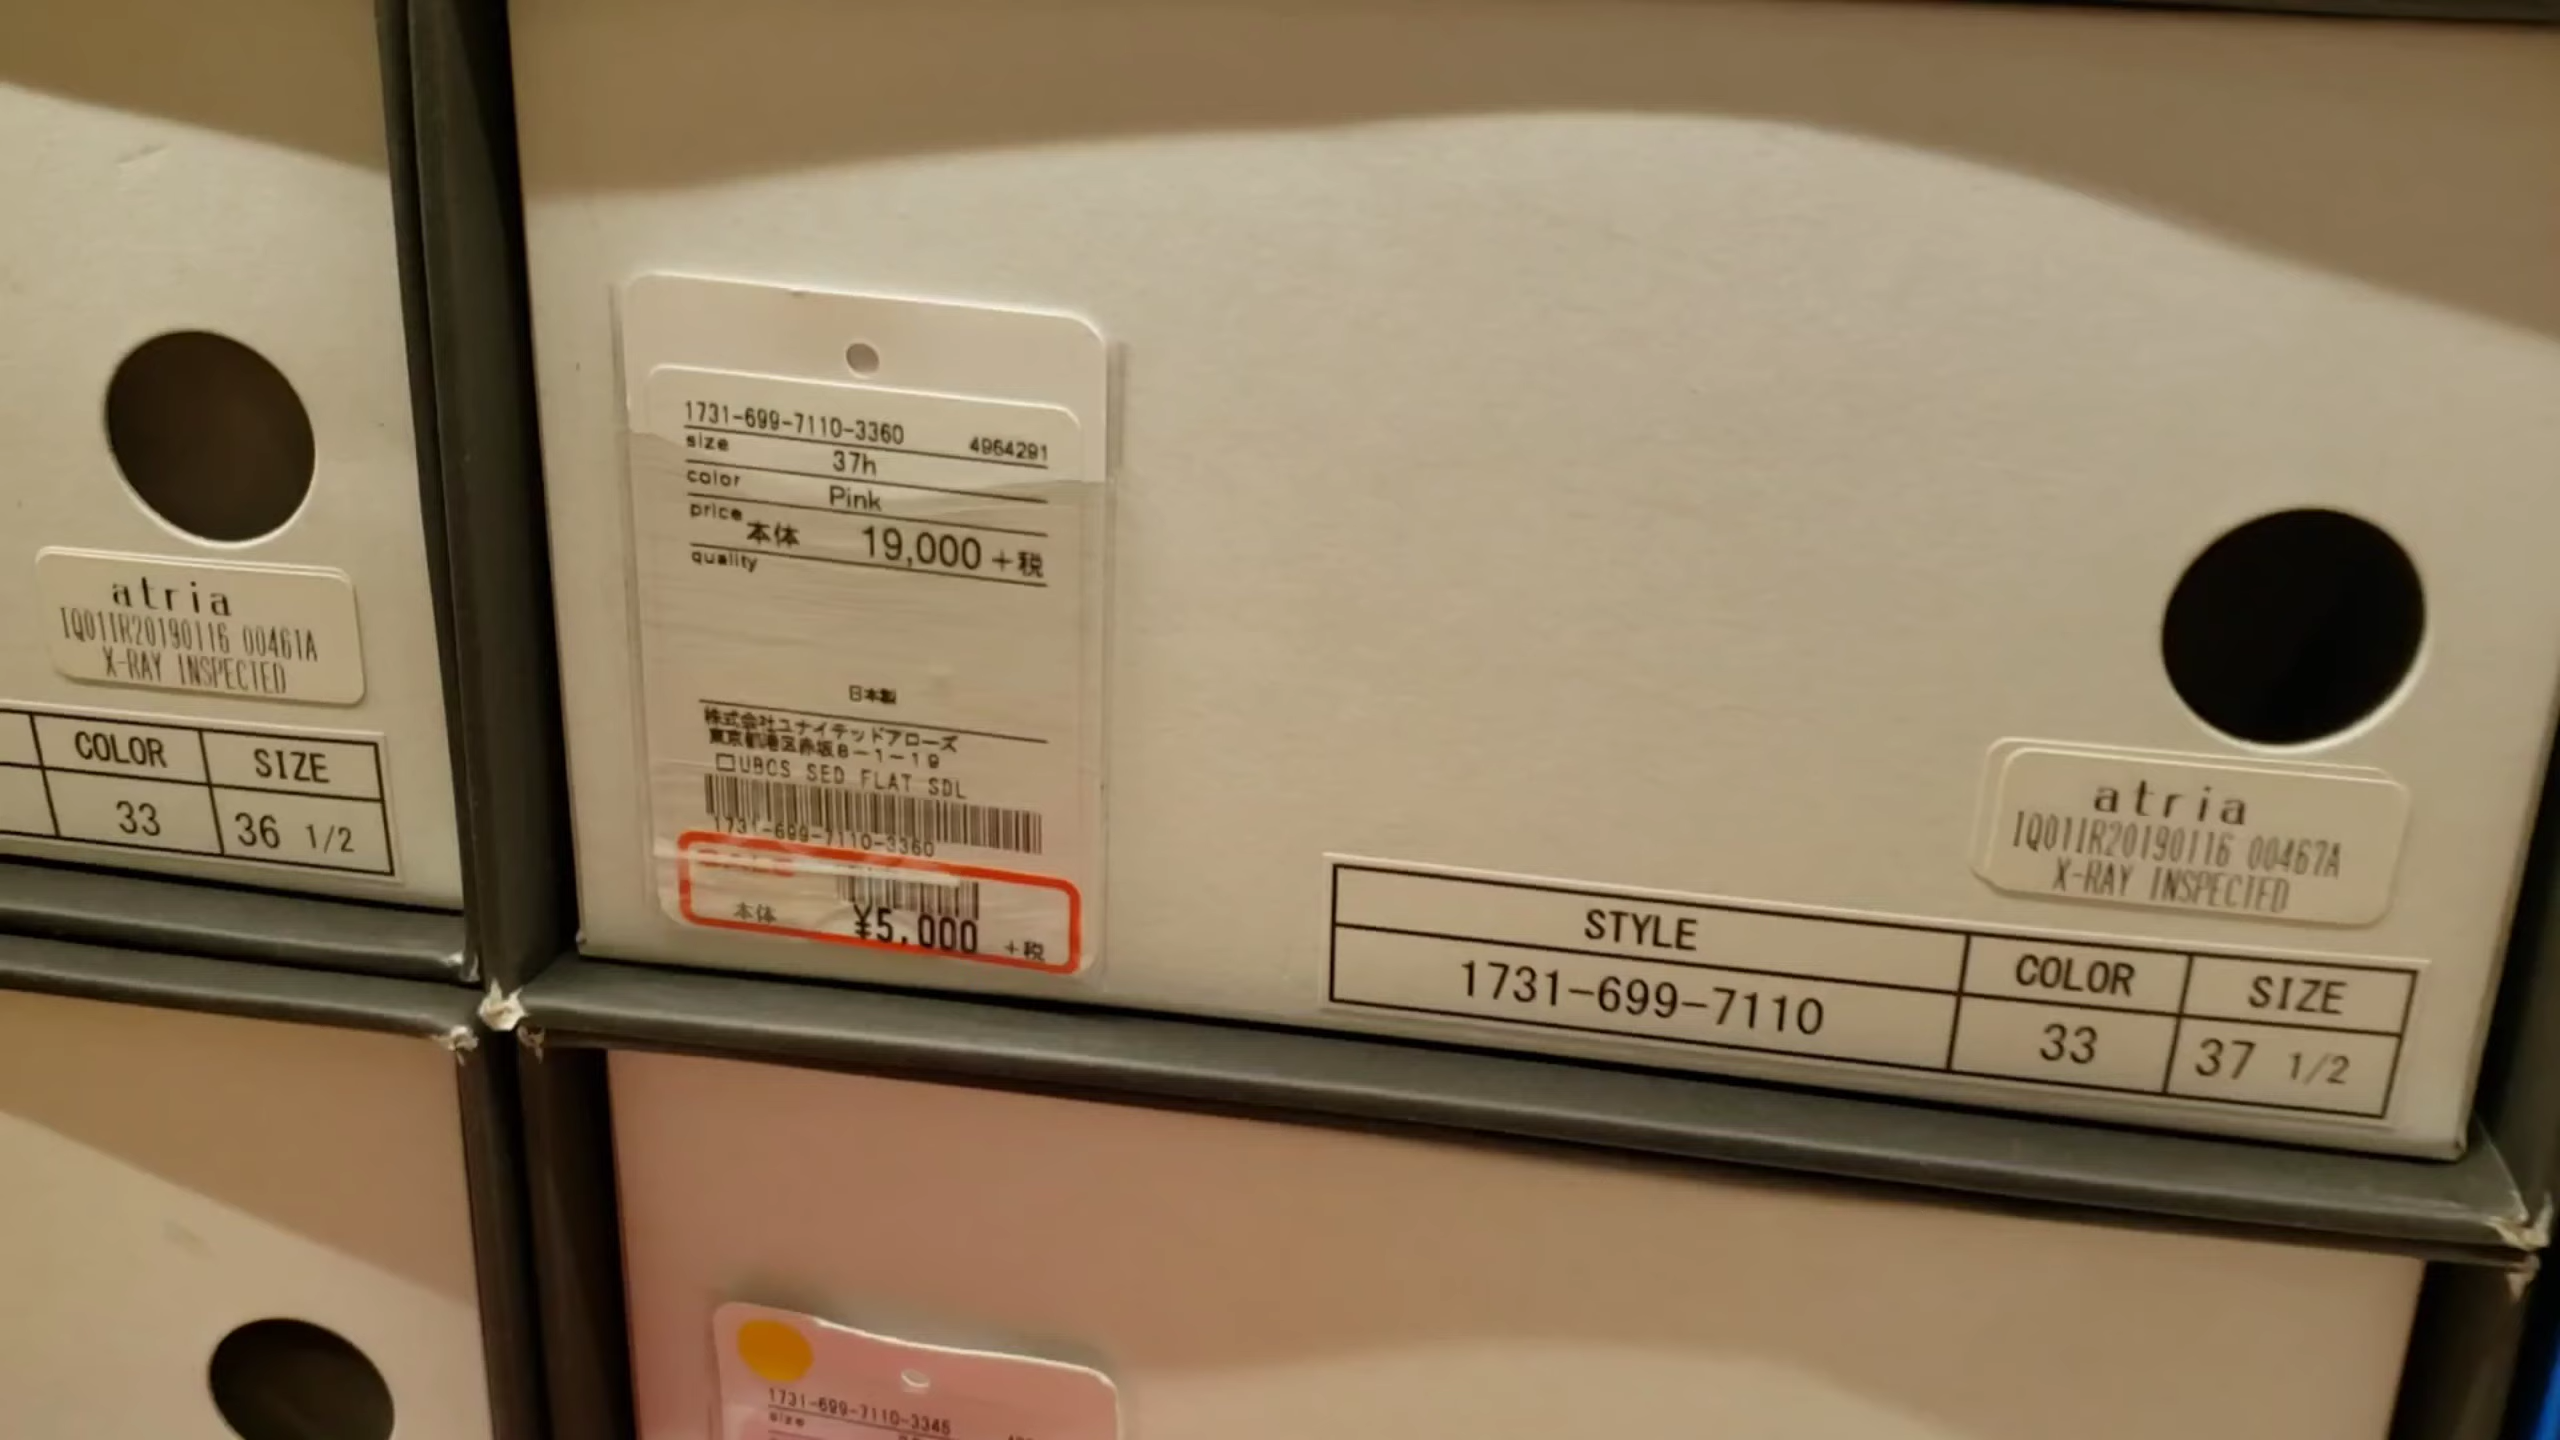 atria
IQ01IR20190116 00461A
X-RAY INSPECTED
COLOR SIZE
33 36 1/2
1731-699-7110-3360 4964291
size 37h
color Pink
price 本体 19,000+税
quality
日本製
株式会社ユナイテッドアローズ
東京都港区赤坂8-1-19
□UBCS SED FLAT SDL
1731-699-7110-3360
本体 ¥5,000 +税
atria
IQ01IR20190116 00467A
X-RAY INSPECTED
STYLE COLOR SIZE
1731-699-7110 33 37 1/2
1731-699-7110-3345
size